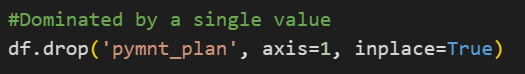 #Dominated by a single value
df.drop('pymnt_plan', axis=1, inplace=True)